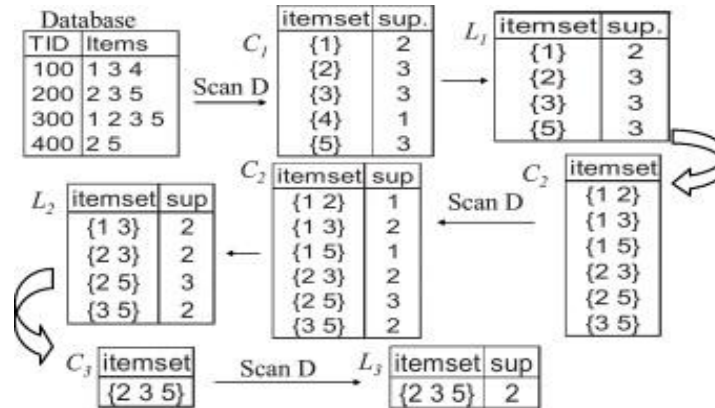 Database
TID Items
100 1 3 4
200 2 3 5
300 1 2 3 5
400 2 5
Scan D
C1
itemset sup.
{1} 2
{2} 3
{3} 3
{4} 1
{5} 3
L1
itemset sup.
{1} 2
{2} 3
{3} 3
{5} 3
C2
itemset
{1 2}
{1 3}
{1 5}
{2 3}
{2 5}
{3 5}
Scan D
C2
itemset sup
{1 2} 1
{1 3} 2
{1 5} 1
{2 3} 2
{2 5} 3
{3 5} 2
L2
itemset sup
{1 3} 2
{2 3} 2
{2 5} 3
{3 5} 2
C3
itemset
{2 3 5}
Scan D
L3
itemset sup
{2 3 5} 2